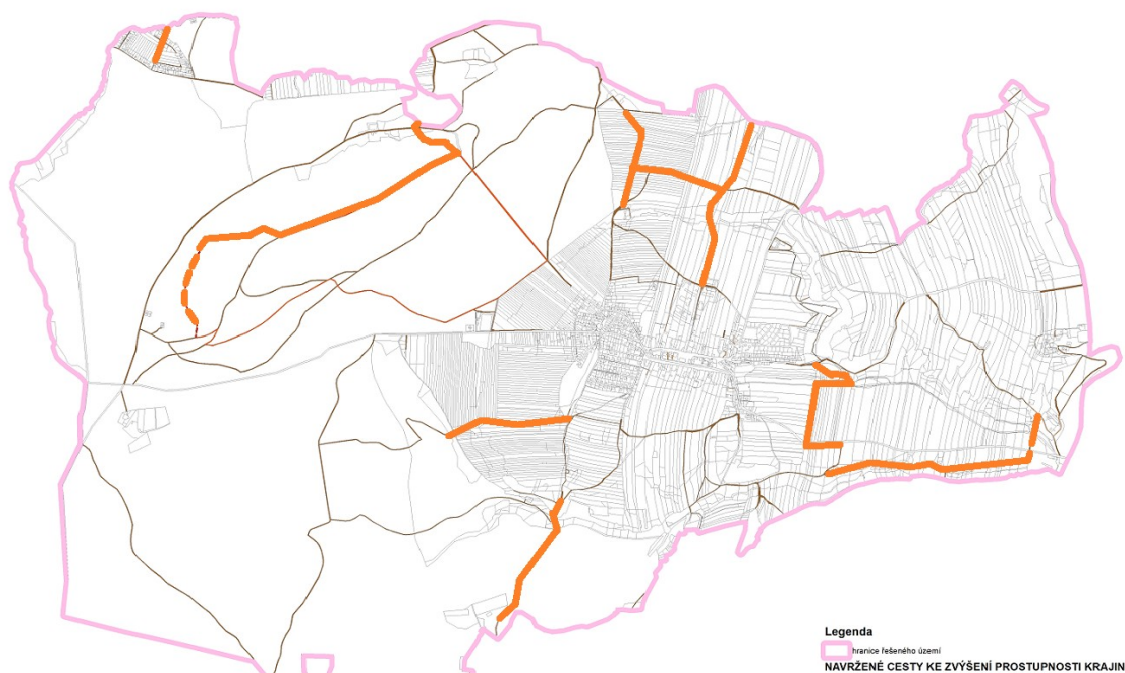 Legenda
hranice řešeného území
NAVRŽENÉ CESTY KE ZVÝŠENÍ PROSTUPNOSTI KRAJIN